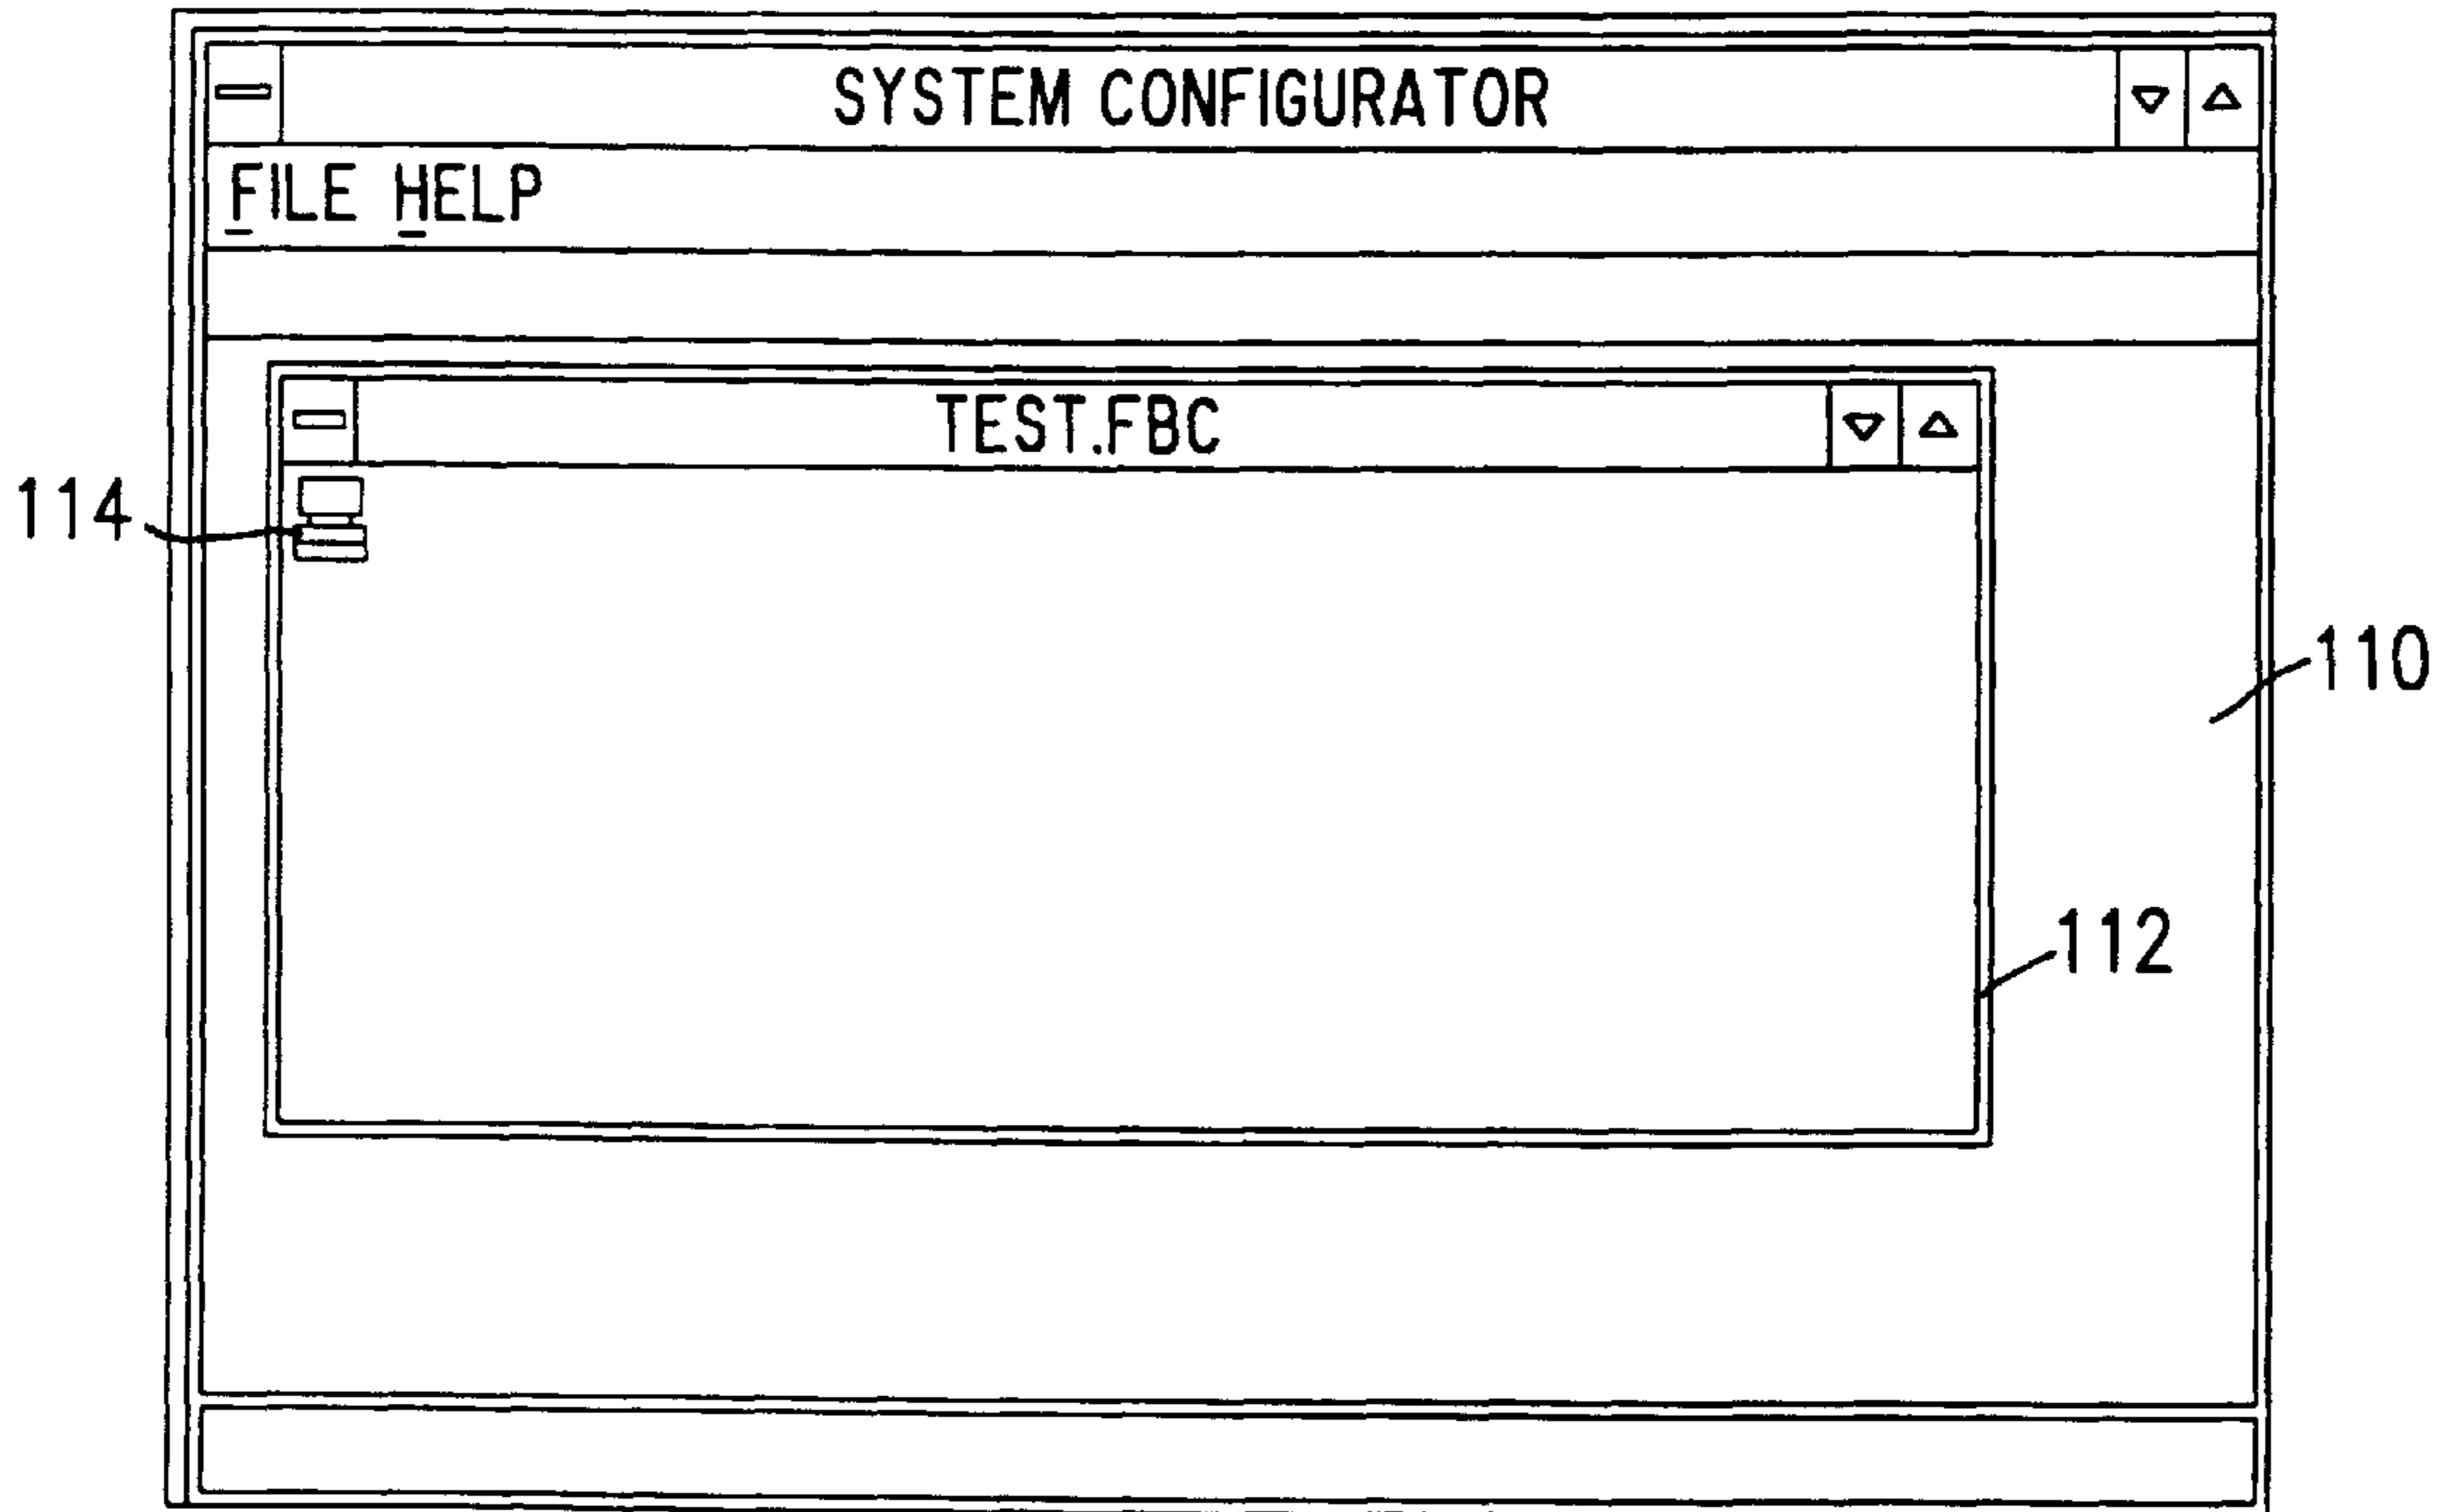 SYSTEM CONFIGURATOR
FILE HELP
TEST.FBC
114
110
112